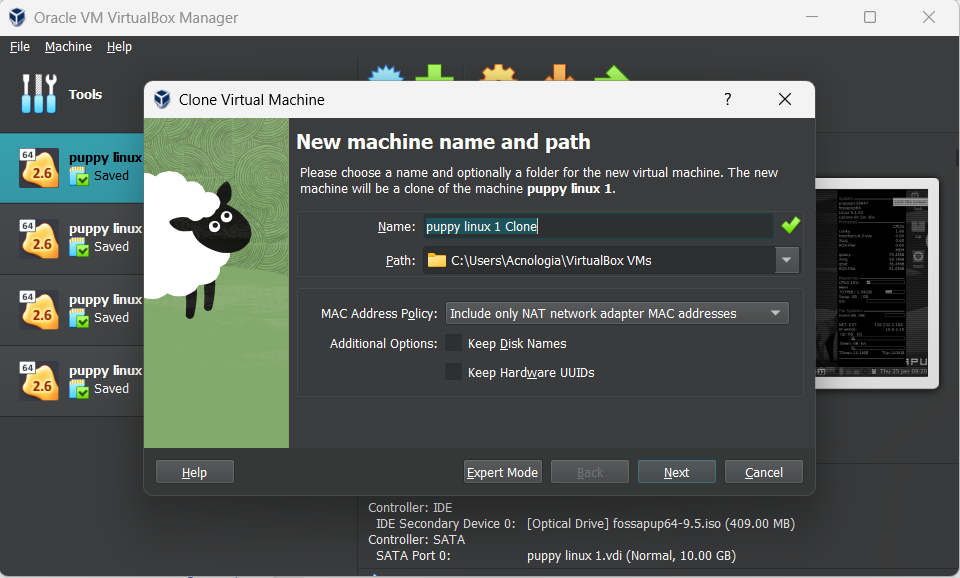 Oracle VM VirtualBox Manager
File Machine Help
Tools
64
2.6
puppy linux
Saved
64
2.6
puppy linux
Saved
64
2.6
puppy linux
Saved
64
2.6
puppy linux
Saved
Clone Virtual Machine
?
New machine name and path
Please choose a name and optionally a folder for the new virtual machine. The new
machine will be a clone of the machine puppy linux 1.
Name: puppy linux 1 Clone
Path: C:\Users\Acnologia\VirtualBox VMs
MAC Address Policy: Include only NAT network adapter MAC addresses
Additional Options: Keep Disk Names
Keep Hardware UUIDs
Help Expert Mode Back Next Cancel
Controller: IDE
IDE Secondary Device 0: [Optical Drive] fossapup64-9.5.iso (409.00 MB)
Controller: SATA
SATA Port 0: puppy linux 1.vdi (Normal, 10.00 GB)